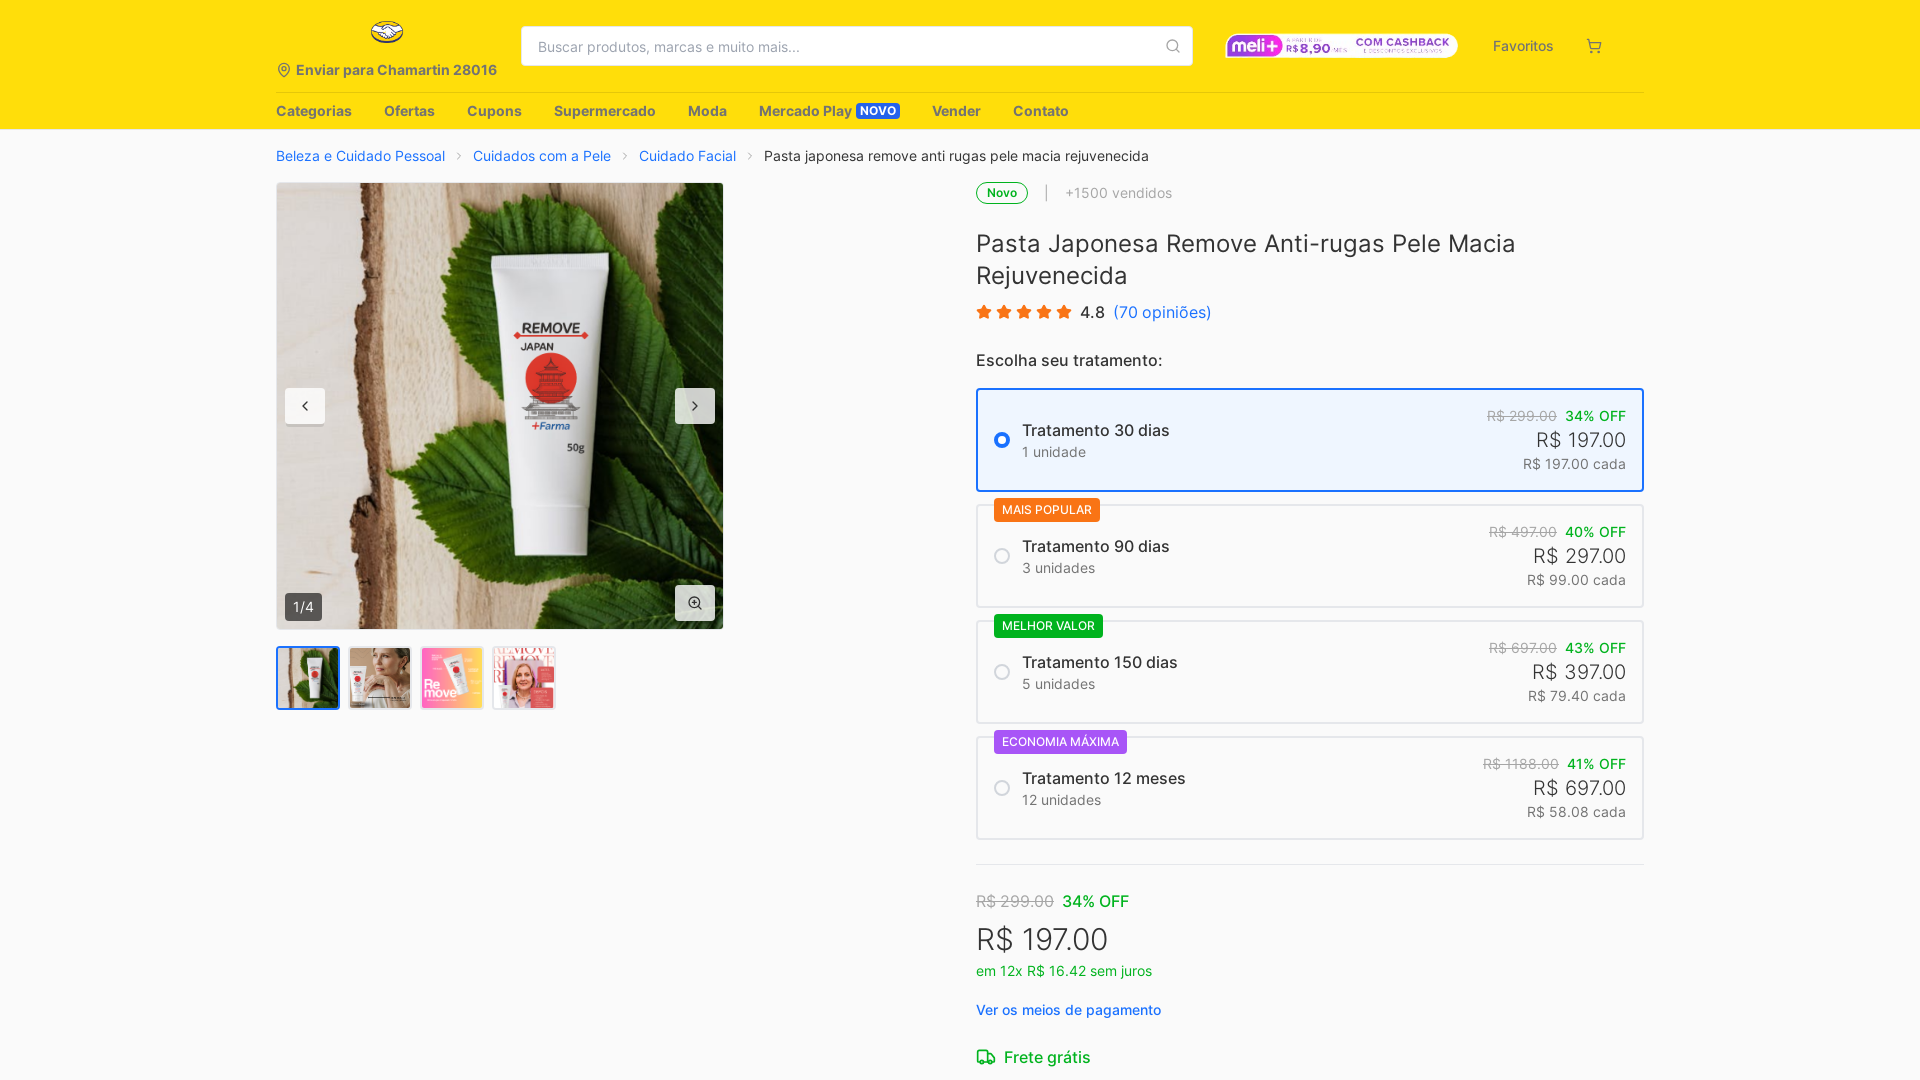 Buscar produtos, marcas e muito mais...
meli+
R$8,90
COM CASHBACK
Favoritos
Enviar para Chamartin 28016
Categorias
Ofertas
Cupons
Supermercado
Moda
Mercado Play NOVO
Vender
Contato
Beleza e Cuidado Pessoal
Cuidados com a Pele
Cuidado Facial
Pasta japonesa remove anti rugas pele macia rejuvenecida
REMOVE
JAPAN
+Farma
50g
1/4
Re
move
Novo
|
+1500 vendidos
Pasta Japonesa Remove Anti-rugas Pele Macia
Rejuvenecida
4.8 (70 opiniões)
Escolha seu tratamento:
Tratamento 30 dias
1 unidade
R$ 299.00 34% OFF
R$ 197.00
R$ 197.00 cada
MAIS POPULAR
Tratamento 90 dias
3 unidades
R$ 497.00 40% OFF
R$ 297.00
R$ 99.00 cada
MELHOR VALOR
Tratamento 150 dias
5 unidades
R$ 697.00 43% OFF
R$ 397.00
R$ 79.40 cada
ECONOMIA MÁXIMA
Tratamento 12 meses
12 unidades
R$ 1188.00 41% OFF
R$ 697.00
R$ 58.08 cada
R$ 299.00 34% OFF
R$ 197.00
em 12x R$ 16.42 sem juros
Ver os meios de pagamento
Frete grátis